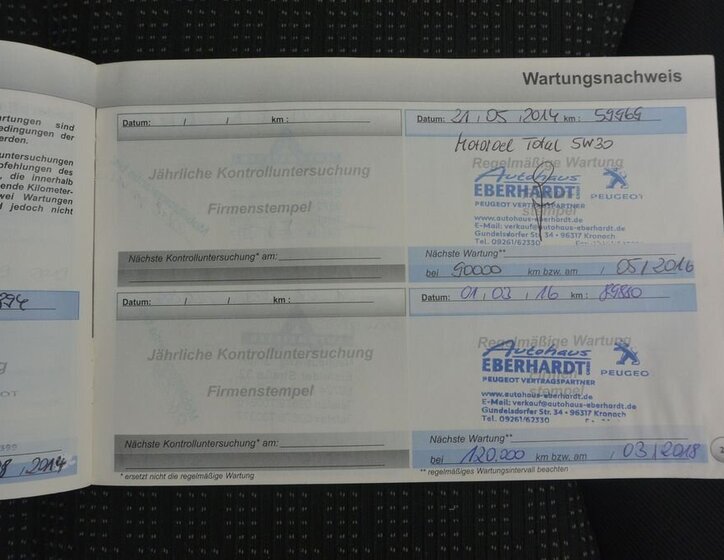 Wartungsnachweis
artungen sind
edingungen der
erden.
untersuchungen
pfehlungen des
, die innerhalb
ende Kilometer-
wei Wartungen
d jedoch nicht
Datum: / / km :
Jährliche Kontrolluntersuchung
Firmenstempel
Nächste Kontrolluntersuchung* am:
Datum: 21 , 05 , 2014 km : 59969
Motoroel Total 5W30
Regelmäßige Wartung
Autohaus
EBERHARDT
PEUGEOT VERTRAGSPARTNER
PEUGEOT
stempel
www.autohaus-eberhardt.de
E-Mail: verkauf@autohaus-eberhardt.de
Gundelsdorfer Str. 34 • 96317 Kronach
Tel. 09261/62330
Nächste Wartung**
bei 90000 km bzw. am , 05 / 2016
Datum: / / km :
Jährliche Kontrolluntersuchung
Firmenstempel
Nächste Kontrolluntersuchung* am:
* ersetzt nicht die regelmäßige Wartung
Datum: 01 , 03 , 16 km : 89880
Regelmäßige Wartung
Autohaus
EBERHARDT
PEUGEOT VERTRAGSPARTNER
PEUGEO
stempel
www.autohaus-eberhardt.de
E-Mail: verkauf@autohaus-eberhardt.de
Gundelsdorfer Str. 34 • 96317 Kronach
Tel. 09261/62330
Nächste Wartung**
bei 120.000 km bzw. am , 03 / 2018
** regelmäßiges Wartungsintervall beachten
, 2014